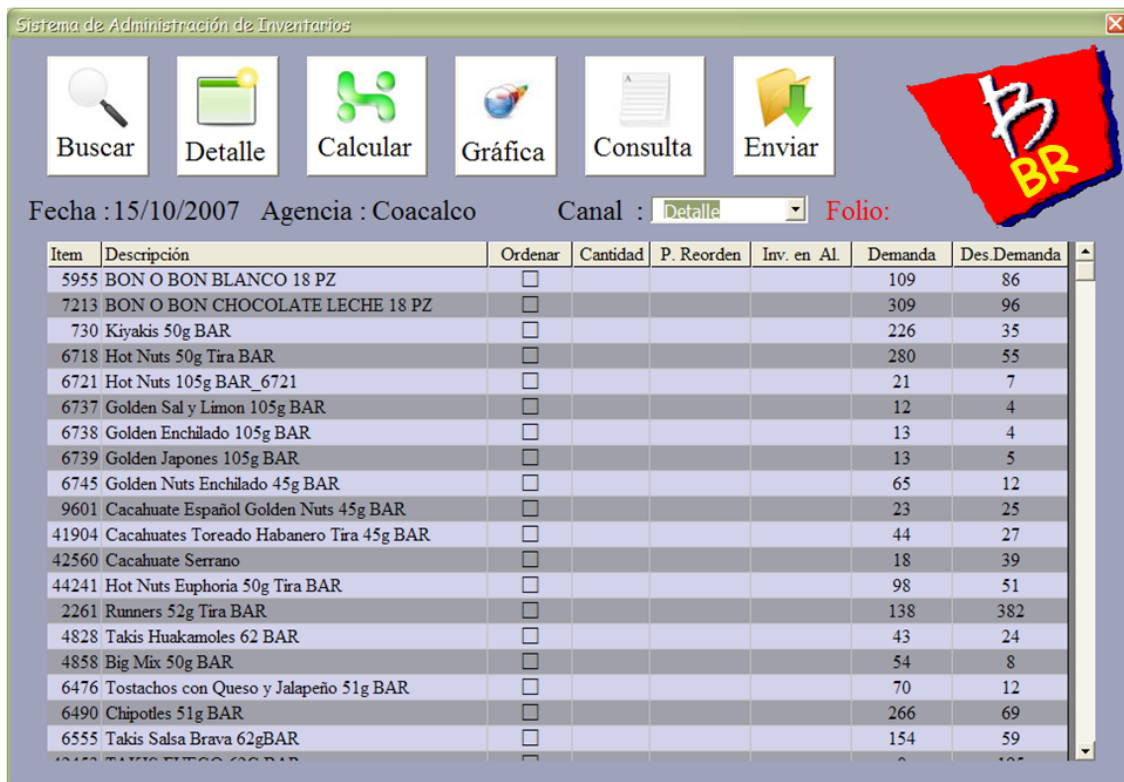 Sistema de Administración de Inventarios
Buscar Detalle Calcular Gráfica Consulta Enviar
B
BR
Fecha : 15/10/2007 Agencia : Coacalco Canal : Detalle Folio:
Item Descripción Ordenar Cantidad P. Reorden Inv. en Al. Demanda Des.Demanda
5955 BON O BON BLANCO 18 PZ 109 86
7213 BON O BON CHOCOLATE LECHE 18 PZ 309 96
730 Kiyakis 50g BAR 226 35
6718 Hot Nuts 50g Tira BAR 280 55
6721 Hot Nuts 105g BAR_6721 21 7
6737 Golden Sal y Limon 105g BAR 12 4
6738 Golden Enchilado 105g BAR 13 4
6739 Golden Japones 105g BAR 13 5
6745 Golden Nuts Enchilado 45g BAR 65 12
9601 Cacahuate Español Golden Nuts 45g BAR 23 25
41904 Cacahuates Toreado Habanero Tira 45g BAR 44 27
42560 Cacahuate Serrano 18 39
44241 Hot Nuts Euphoria 50g Tira BAR 98 51
2261 Runners 52g Tira BAR 138 382
4828 Takis Huakamoles 62 BAR 43 24
4858 Big Mix 50g BAR 54 8
6476 Tostachos con Queso y Jalapeño 51g BAR 70 12
6490 Chipotles 51g BAR 266 69
6555 Takis Salsa Brava 62gBAR 154 59
TAKIS FUEGO 62G BAR